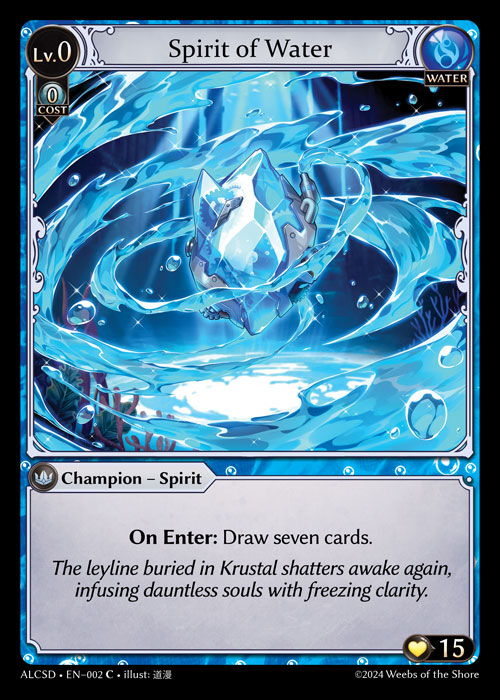 Lv.0
Spirit of Water
WATER
0
COST
Champion – Spirit
On Enter: Draw seven cards.
The leyline buried in Krustal shatters awake again,
infusing dauntless souls with freezing clarity.
15
ALCSD • EN–002 C • illust: 道漫
©2024 Weebs of the Shore